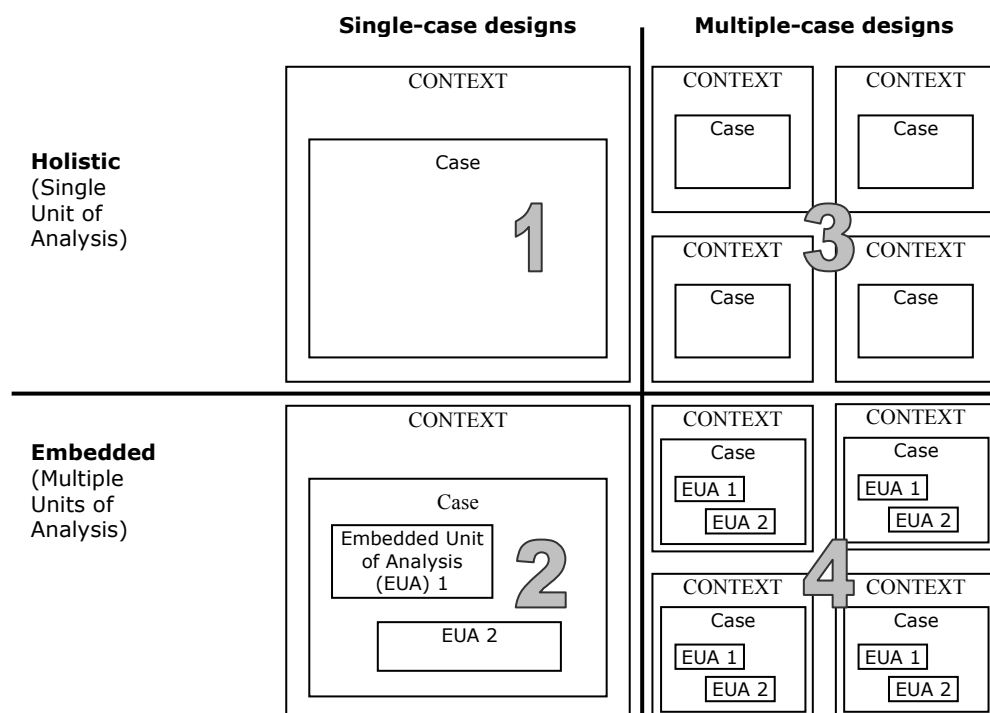 Single-case designs
Multiple-case designs
Holistic
(Single
Unit of
Analysis)
CONTEXT
Case
1
CONTEXT
Case
CONTEXT
Case
3
CONTEXT
Case
CONTEXT
Case
Embedded
(Multiple
Units of
Analysis)
CONTEXT
Case
Embedded Unit
of Analysis
(EUA) 1
EUA 2
2
CONTEXT
Case
EUA 1
EUA 2
CONTEXT
Case
EUA 1
EUA 2
4
CONTEXT
Case
EUA 1
EUA 2
CONTEXT
Case
EUA 1
EUA 2